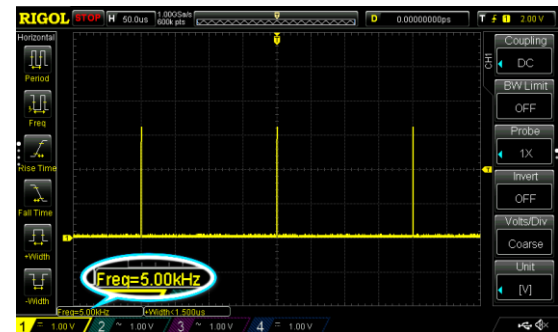 RIGOL STOP H 50.0us 1.00GSa/s 600k pts D 0.00000000ps T 1 2.00 V
Horizontal
Period
Freq
Rise Time
Fall Time
+Width
-Width
CH1
Coupling
DC
BW Limit
OFF
Probe
1X
Invert
OFF
Volts/Div
Coarse
Unit
[V]
Freq=5.00kHz
Freq=5.00kHz +Width<1.500us
1 = 1.00 V 2 ~ 1.00 V 3 ~ 1.00 V 4 = 1.00 V